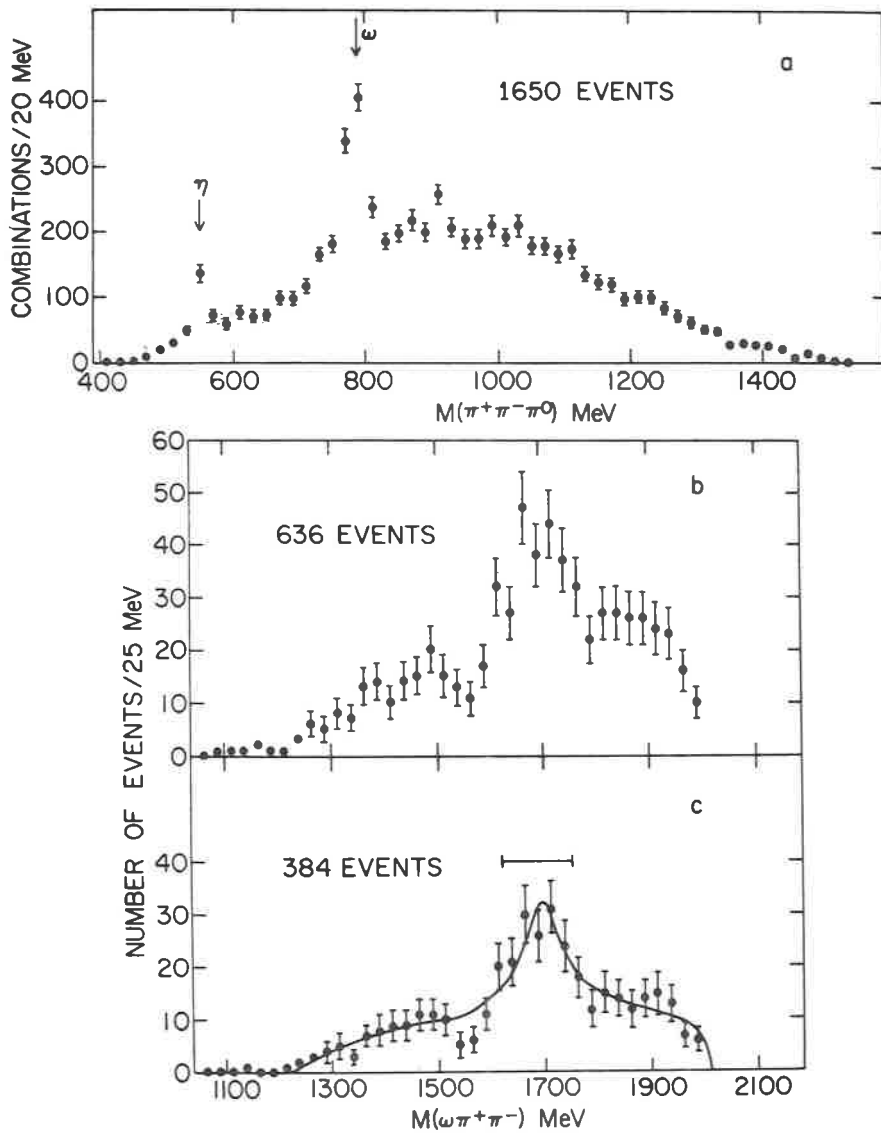 COMBINATIONS/20 MeV
400
300
200
100
0
η
ω
a
1650 EVENTS
400
600
800
1000
1200
1400
M(π+π−πO) MeV
NUMBER OF EVENTS/25 MeV
60
50
40
30
20
10
0
b
636 EVENTS
c
384 EVENTS
40
30
20
10
0
1100
1300
1500
1700
1900
2100
M(ωπ+π−) MeV